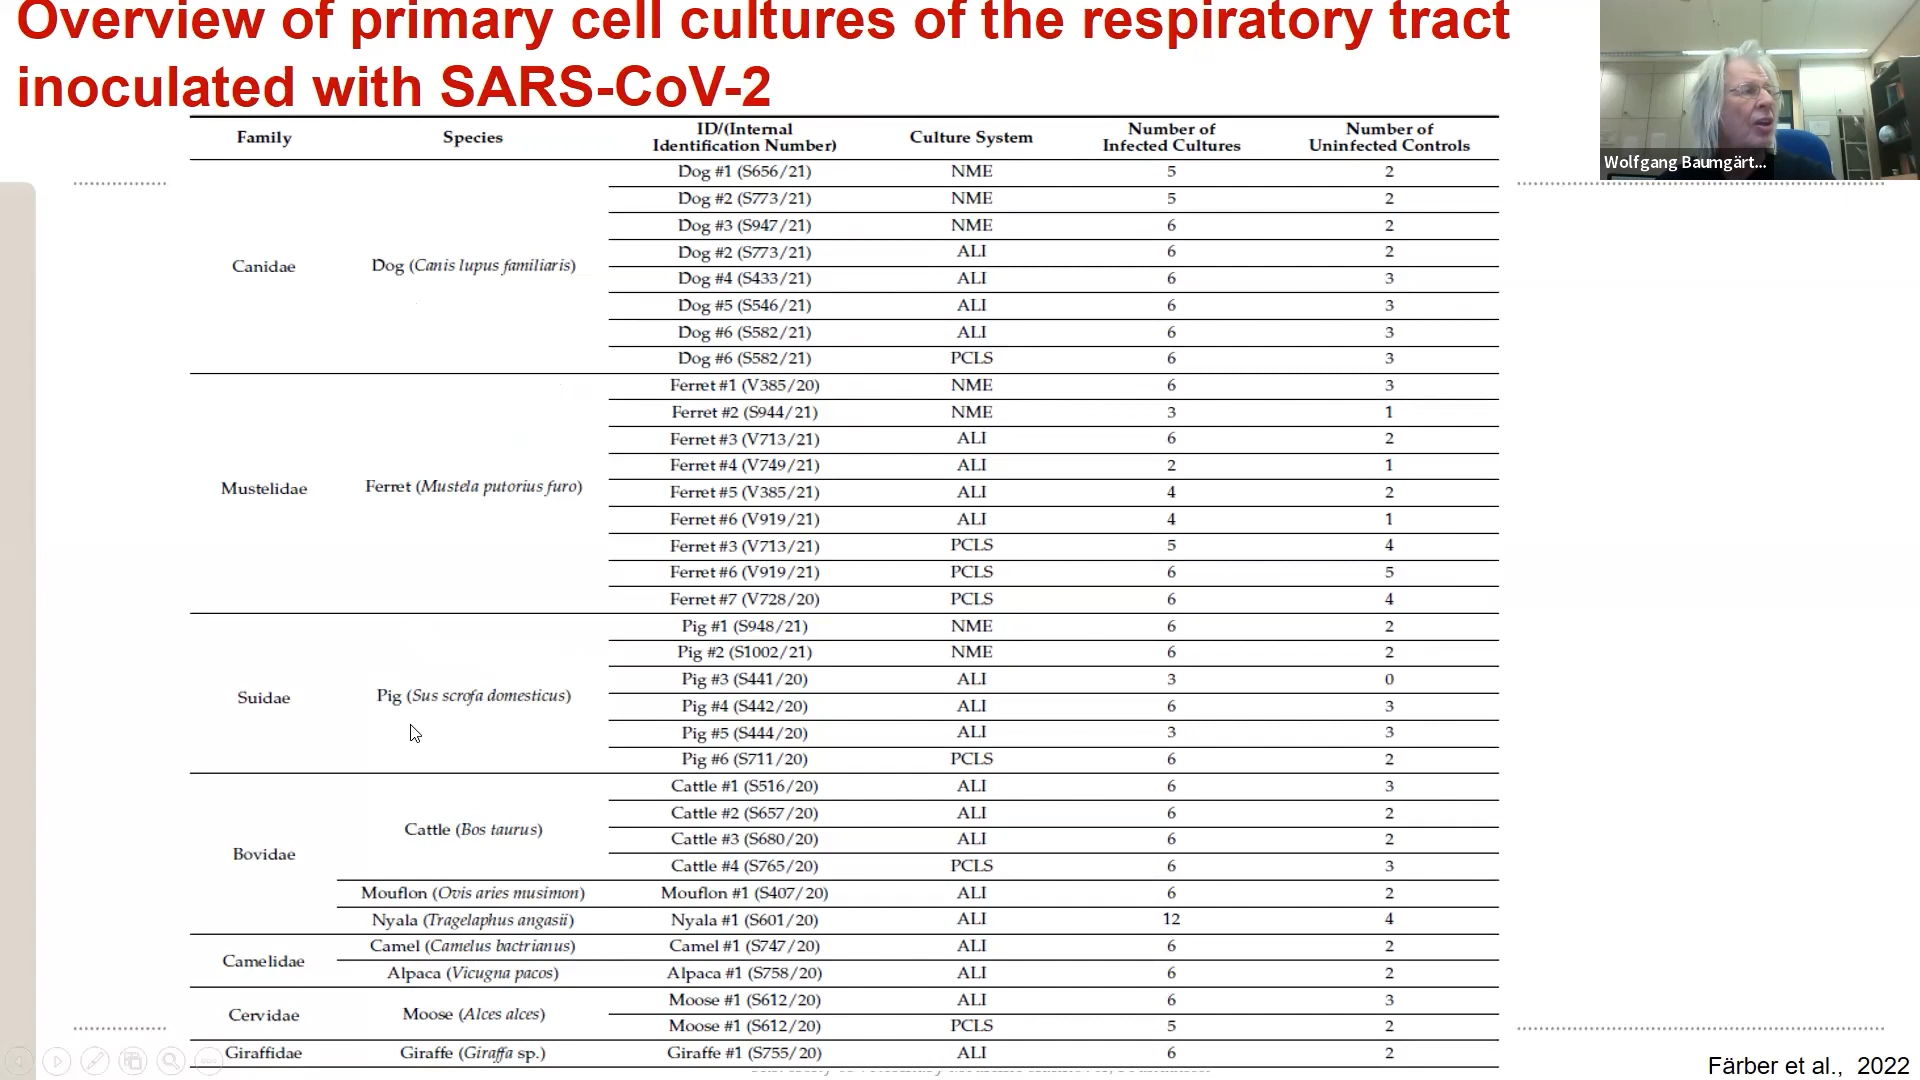 Overview of primary cell cultures of the respiratory tract
inoculated with SARS-CoV-2
Wolfgang Baumgärt...
Family Species ID/(Internal Identification Number) Culture System Number of Infected Cultures Number of Uninfected Controls
Canidae Dog (Canis lupus familiaris)
Dog #1 (S656/21) NME 5 2
Dog #2 (S773/21) NME 5 2
Dog #3 (S947/21) NME 6 2
Dog #2 (S773/21) ALI 6 2
Dog #4 (S433/21) ALI 6 3
Dog #5 (S546/21) ALI 6 3
Dog #6 (S582/21) ALI 6 3
Dog #6 (S582/21) PCLS 6 3
Mustelidae Ferret (Mustela putorius furo)
Ferret #1 (V385/20) NME 6 3
Ferret #2 (S944/21) NME 3 1
Ferret #3 (V713/21) ALI 6 2
Ferret #4 (V749/21) ALI 2 1
Ferret #5 (V385/21) ALI 4 2
Ferret #6 (V919/21) ALI 4 1
Ferret #3 (V713/21) PCLS 5 4
Ferret #6 (V919/21) PCLS 6 5
Ferret #7 (V728/20) PCLS 6 4
Suidae Pig (Sus scrofa domesticus)
Pig #1 (S948/21) NME 6 2
Pig #2 (S1002/21) NME 6 2
Pig #3 (S441/20) ALI 3 0
Pig #4 (S442/20) ALI 6 3
Pig #5 (S444/20) ALI 3 3
Pig #6 (S711/20) PCLS 6 2
Bovidae Cattle (Bos taurus)
Cattle #1 (S516/20) ALI 6 3
Cattle #2 (S657/20) ALI 6 2
Cattle #3 (S680/20) ALI 6 2
Cattle #4 (S765/20) PCLS 6 3
Mouflon (Ovis aries musimon) Mouflon #1 (S407/20) ALI 6 2
Nyala (Tragelaphus angasii) Nyala #1 (S601/20) ALI 12 4
Camelidae
Camel (Camelus bactrianus) Camel #1 (S747/20) ALI 6 2
Alpaca (Vicugna pacos) Alpaca #1 (S758/20) ALI 6 2
Cervidae Moose (Alces alces)
Moose #1 (S612/20) ALI 6 3
Moose #1 (S612/20) PCLS 5 2
Giraffidae Giraffe (Giraffa sp.) Giraffe #1 (S755/20) ALI 6 2
Färber et al., 2022